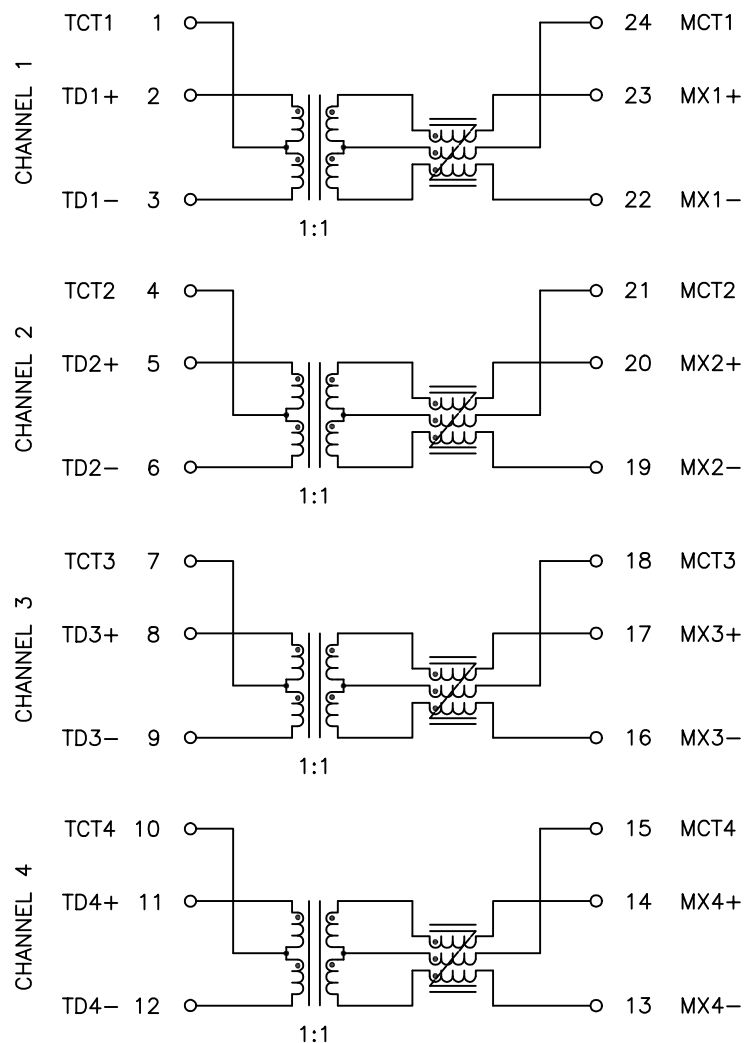 CHANNEL 1
TCT1 1 24 MCT1
TD1+ 2 23 MX1+
TD1− 3 22 MX1−
1:1
CHANNEL 2
TCT2 4 21 MCT2
TD2+ 5 20 MX2+
TD2− 6 19 MX2−
1:1
CHANNEL 3
TCT3 7 18 MCT3
TD3+ 8 17 MX3+
TD3− 9 16 MX3−
1:1
CHANNEL 4
TCT4 10 15 MCT4
TD4+ 11 14 MX4+
TD4− 12 13 MX4−
1:1